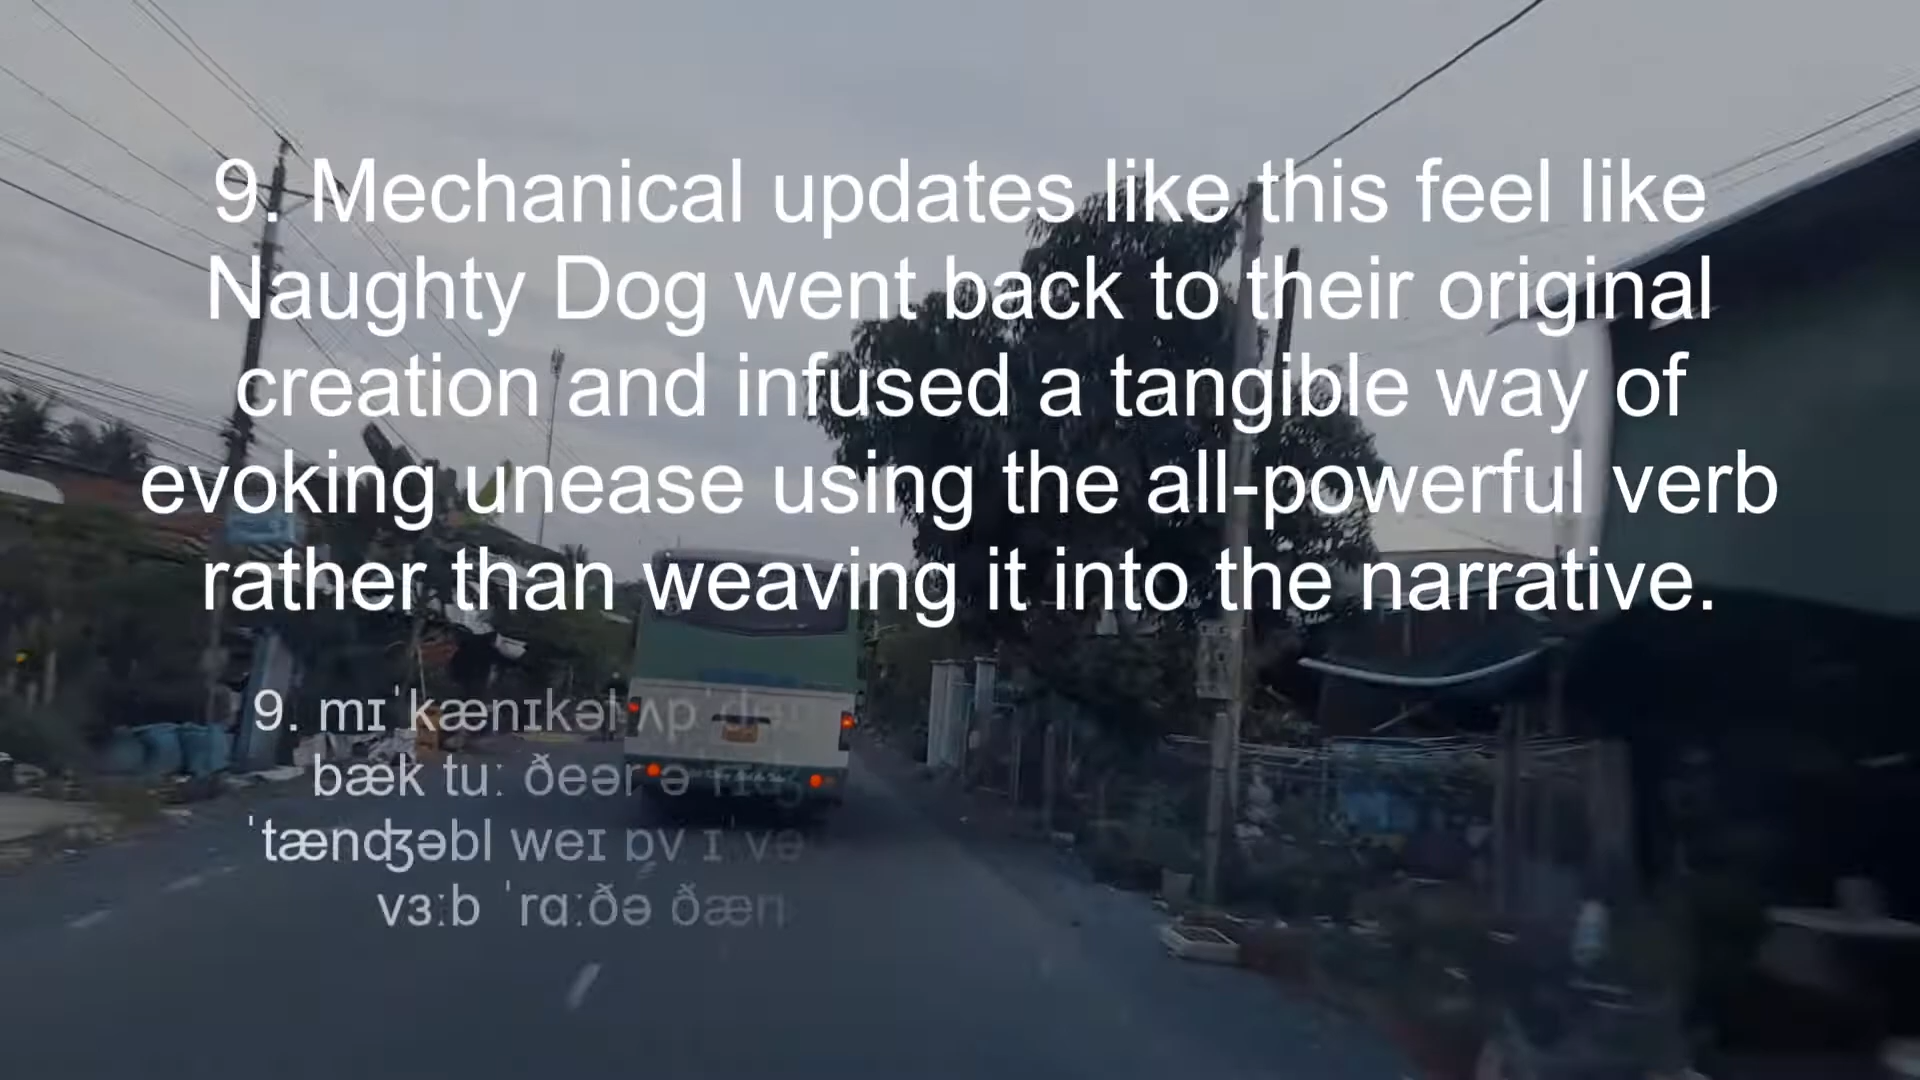 9. Mechanical updates like this feel like
Naughty Dog went back to their original
creation and infused a tangible way of
evoking unease using the all-powerful verb
rather than weaving it into the narrative.
9. mɪˈkænɪkəl
bæk tuː ðeər ə
ˈtænʤəbl weɪ ɒv
vɜːb ˈrɑːðə ðæn